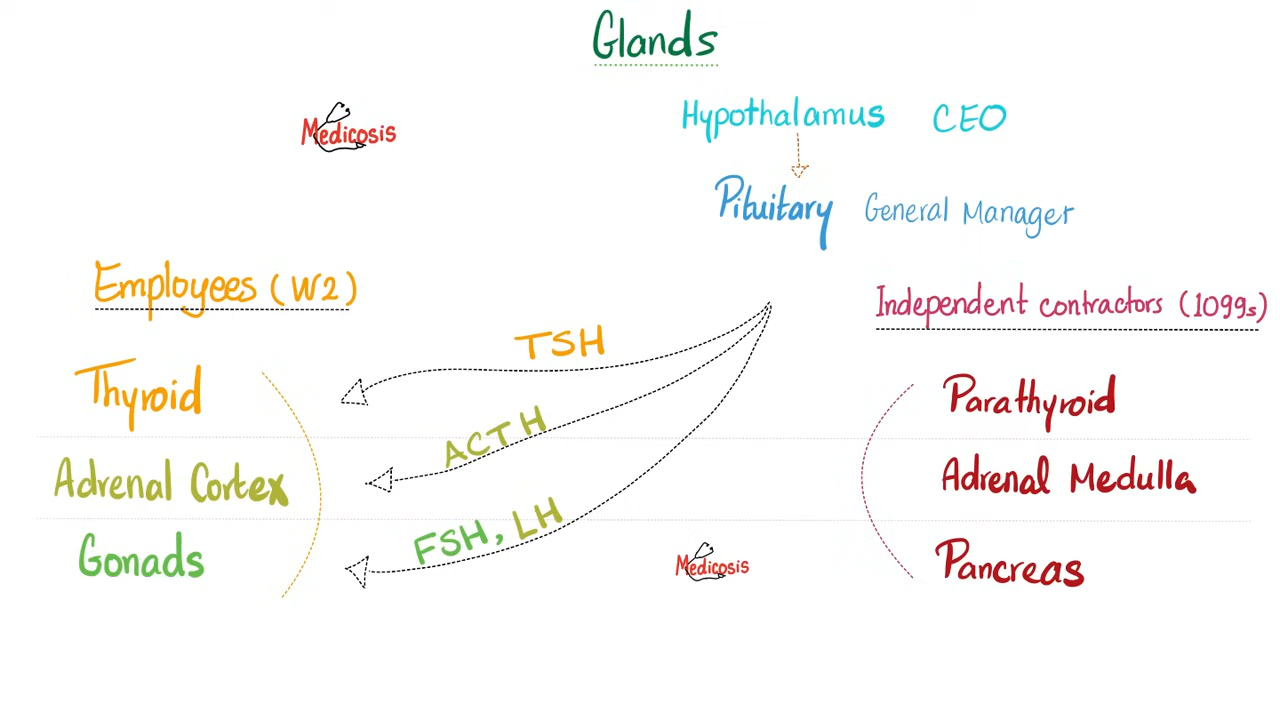 Glands
Medicosis
Hypothalamus CEO
Pituitary General Manager
Employees (W2)
Independent contractors (1099s)
TSH
Thyroid
Parathyroid
ACTH
Adrenal Cortex
Adrenal Medulla
FSH, LH
Gonads
Medicosis
Pancreas